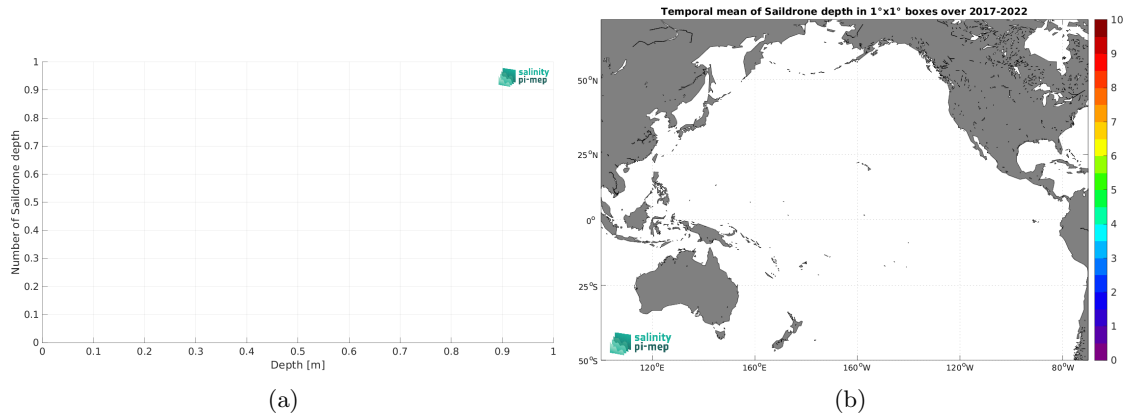 Number of Saildrone depth
1
0.9
0.8
0.7
0.6
0.5
0.4
0.3
0.2
0.1
0
0 0.1 0.2 0.3 0.4 0.5 0.6 0.7 0.8 0.9 1
Depth [m]
salinity
pi-mep
(a)
Temporal mean of Saildrone depth in 1°x1° boxes over 2017-2022
50°N
25°N
0°
25°S
50°S
120°E 160°E 160°W 120°W 80°W
salinity
pi-mep
10
9
8
7
6
5
4
3
2
1
0
(b)